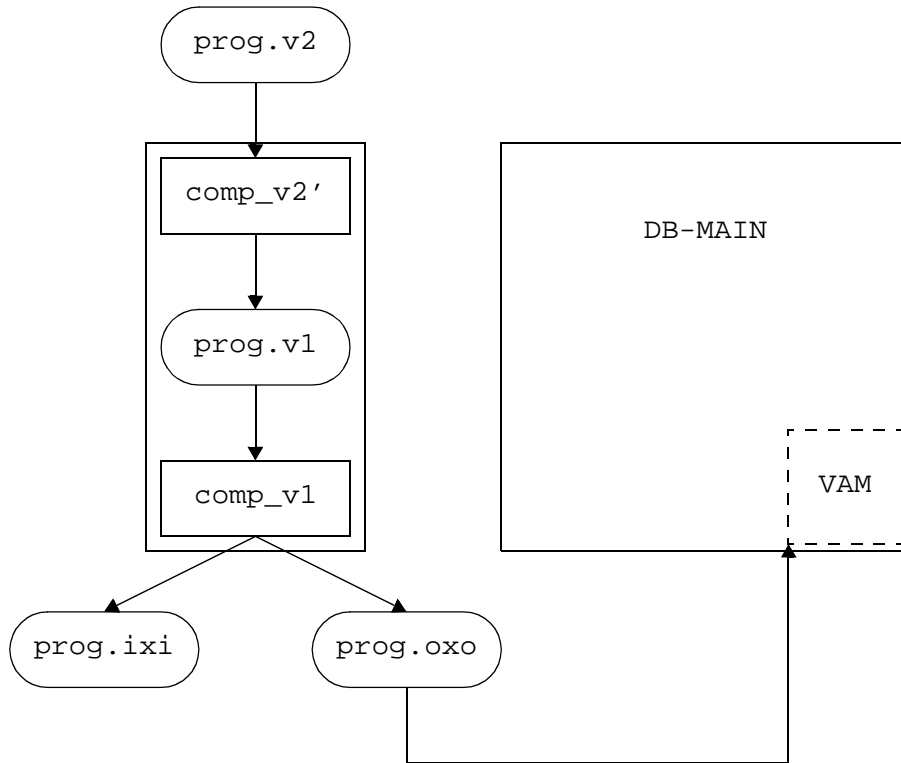 prog.v2
comp_v2’
DB-MAIN
prog.v1
VAM
comp_v1
prog.ixi
prog.oxo